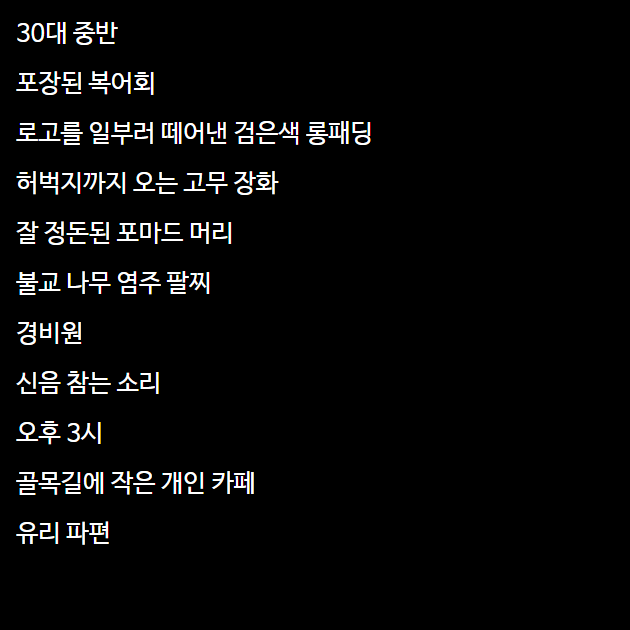 30대 중반
포장된 복어회
로고를 일부러 떼어낸 검은색 롱패딩
허벅지까지 오는 고무 장화
잘 정돈된 포마드 머리
불교 나무 염주 팔찌
경비원
신음 참는 소리
오후 3시
골목길에 작은 개인 카페
유리 파편